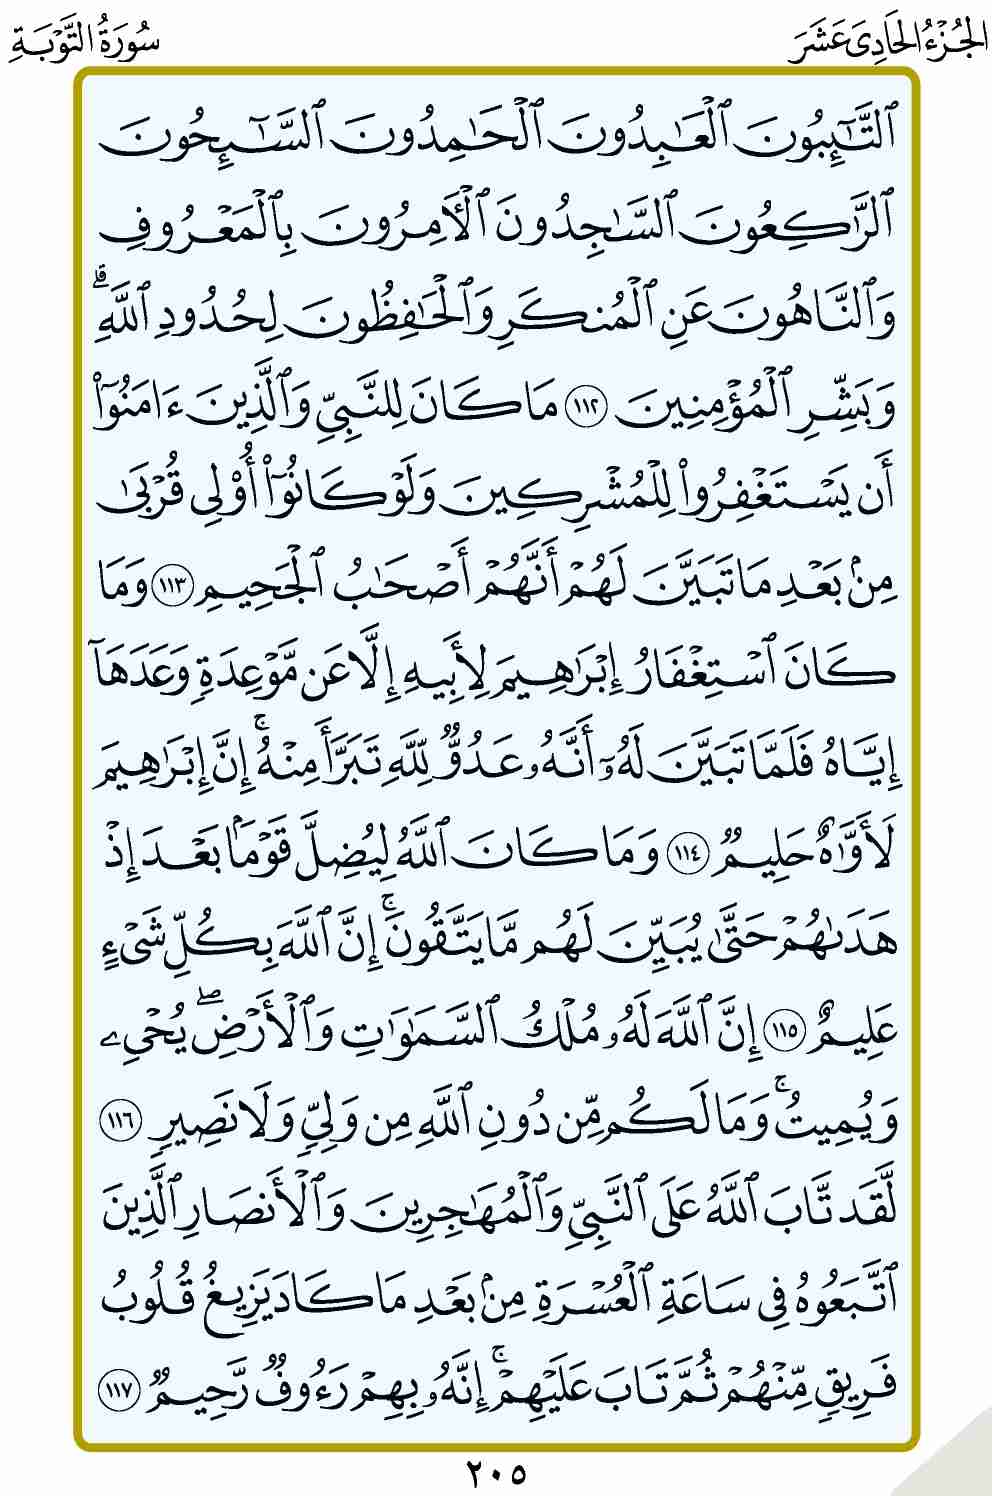 الجُزْءُ الحَادِى عَشَرَ
سُورَةُ التَّوْبَةِ
ٱلتَّٰٓئِبُونَ ٱلْعَٰبِدُونَ ٱلْحَٰمِدُونَ ٱلسَّٰٓئِحُونَ
ٱلرَّٰكِعُونَ ٱلسَّٰجِدُونَ ٱلْءَامِرُونَ بِٱلْمَعْرُوفِ
وَٱلنَّاهُونَ عَنِ ٱلْمُنكَرِ وَٱلْحَٰفِظُونَ لِحُدُودِ ٱللَّهِ ۗ
وَبَشِّرِ ٱلْمُؤْمِنِينَ ١١٢ مَا كَانَ لِلنَّبِيِّ وَٱلَّذِينَ ءَامَنُوٓا۟
أَن يَسْتَغْفِرُوا۟ لِلْمُشْرِكِينَ وَلَوْ كَانُوٓا۟ أُو۟لِى قُرْبَىٰ
مِنۢ بَعْدِ مَا تَبَيَّنَ لَهُمْ أَنَّهُمْ أَصْحَٰبُ ٱلْجَحِيمِ ١١٣ وَمَا
كَانَ ٱسْتِغْفَارُ إِبْرَٰهِيمَ لِأَبِيهِ إِلَّا عَن مَّوْعِدَةٍ وَعَدَهَآ
إِيَّاهُ فَلَمَّا تَبَيَّنَ لَهُۥٓ أَنَّهُۥ عَدُوٌّ لِّلَّهِ تَبَرَّأَ مِنْهُ ۚ إِنَّ إِبْرَٰهِيمَ
لَأَوَّٰهٌ حَلِيمٌ ١١٤ وَمَا كَانَ ٱللَّهُ لِيُضِلَّ قَوْمًۢا بَعْدَ إِذْ
هَدَىٰهُمْ حَتَّىٰ يُبَيِّنَ لَهُم مَّا يَتَّقُونَ ۚ إِنَّ ٱللَّهَ بِكُلِّ شَىْءٍ
عَلِيمٌ ١١٥ إِنَّ ٱللَّهَ لَهُۥ مُلْكُ ٱلسَّمَٰوَٰتِ وَٱلْأَرْضِ ۖ يُحْىِۦ
وَيُمِيتُ ۚ وَمَا لَكُم مِّن دُونِ ٱللَّهِ مِن وَلِىٍّ وَلَا نَصِيرٍ ١١٦
لَّقَد تَّابَ ٱللَّهُ عَلَى ٱلنَّبِىِّ وَٱلْمُهَٰجِرِينَ وَٱلْأَنصَارِ ٱلَّذِينَ
ٱتَّبَعُوهُ فِى سَاعَةِ ٱلْعُسْرَةِ مِنۢ بَعْدِ مَا كَادَ يَزِيغُ قُلُوبُ
فَرِيقٍ مِّنْهُمْ ثُمَّ تَابَ عَلَيْهِمْ ۚ إِنَّهُۥ بِهِمْ رَءُوفٌ رَّحِيمٌ ١١٧
٢٠٥